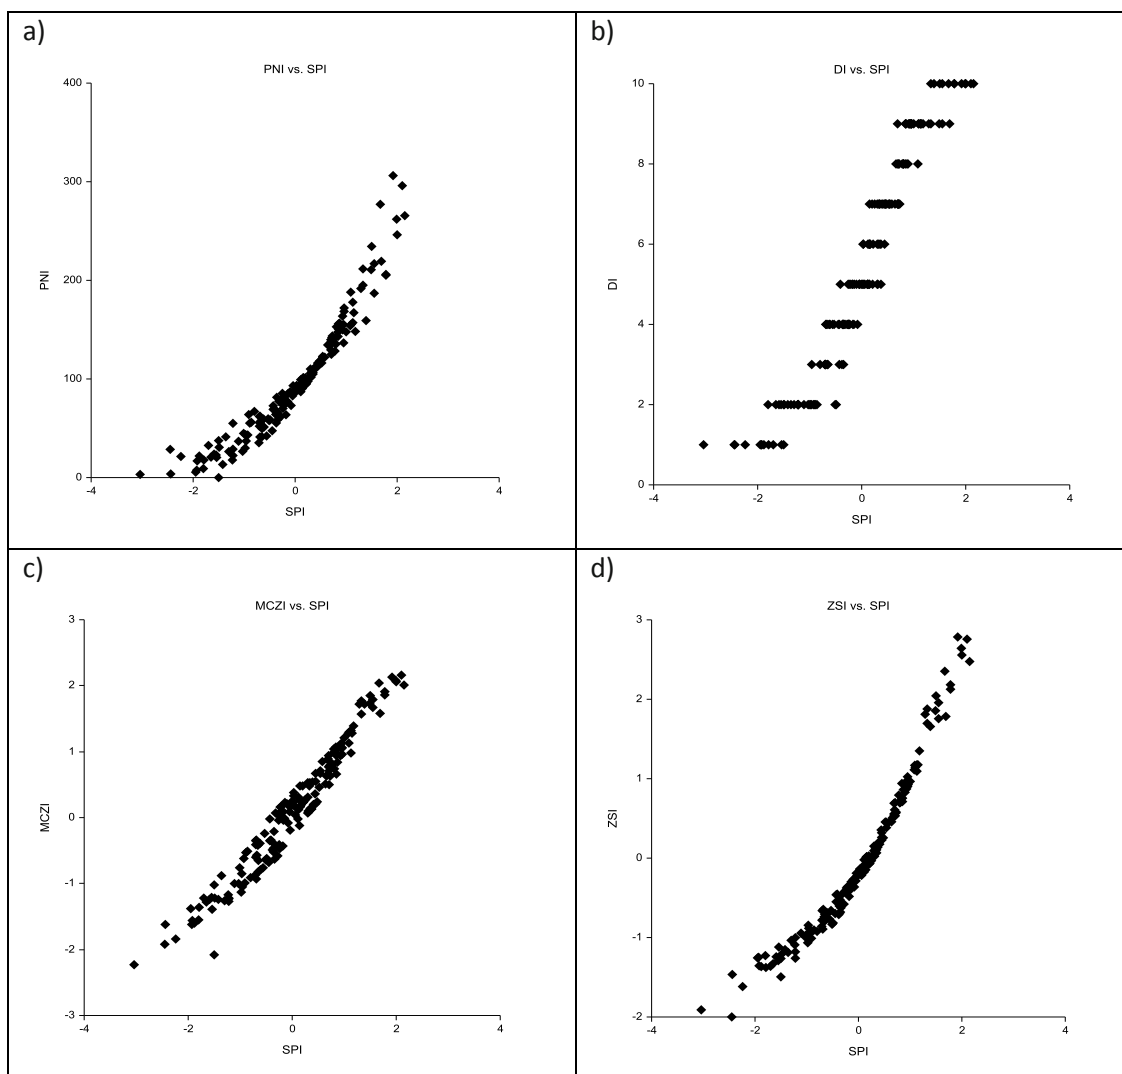 a)
PNI vs. SPI
400
300
200
100
0
-4 -2 0 2 4
PNI
SPI
b)
DI vs. SPI
10
8
6
4
2
0
-4 -2 0 2 4
DI
SPI
c)
MCZI vs. SPI
3
2
1
0
-1
-2
-3
-4 -2 0 2 4
MCZI
SPI
d)
ZSI vs. SPI
3
2
1
0
-1
-2
-4 -2 0 2 4
ZSI
SPI